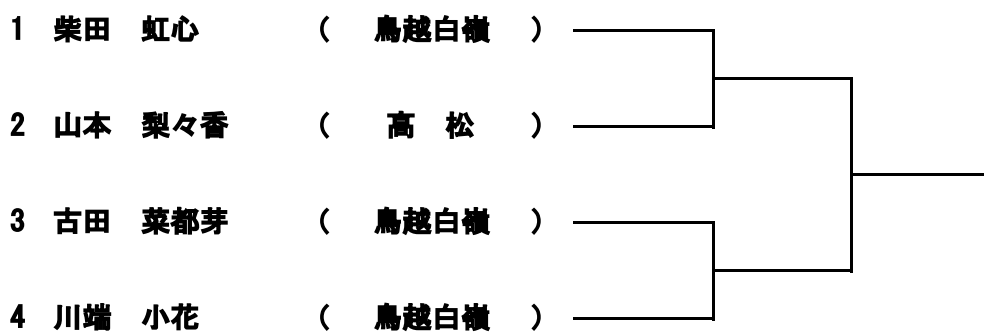 1 柴田 虹心 ( 鳥越白嶺 )
2 山本 梨々香 ( 高 松 )
3 古田 菜都芽 ( 鳥越白嶺 )
4 川端 小花 ( 鳥越白嶺 )